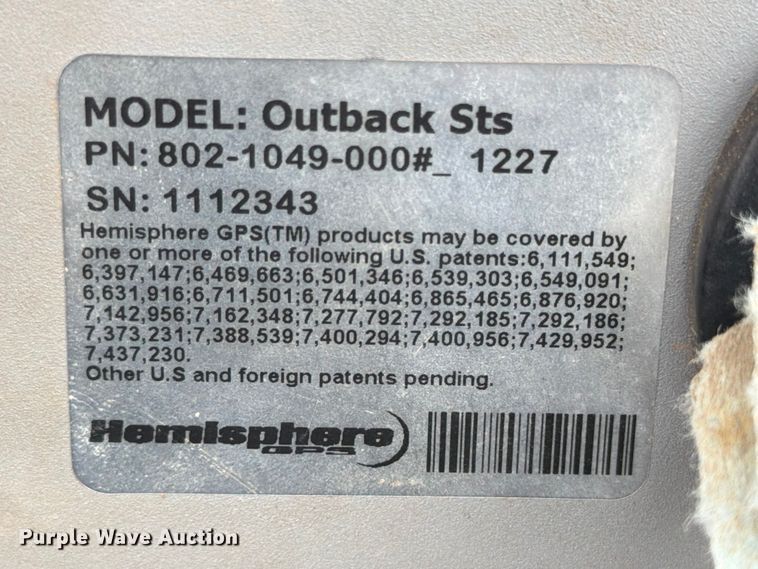 MODEL: Outback Sts
PN: 802-1049-000#_ 1227
SN: 1112343
Hemisphere GPS(TM) products may be covered by
one or more of the following U.S. patents:6,111,549;
6,397,147;6,469,663;6,501,346;6,539,303;6,549,091;
6,631,916;6,711,501;6,744,404;6,865,465;6,876,920;
7,142,956;7,162,348;7,277,792;7,292,185;7,292,186;
7,373,231;7,388,539;7,400,294;7,400,956;7,429,952;
7,437,230.
Other U.S and foreign patents pending.
Hemisphere
GPS
Purple Wave Auction